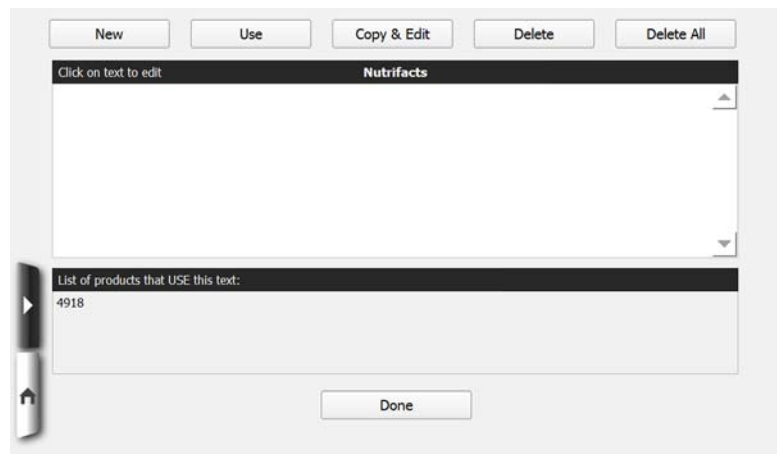 New Use Copy & Edit Delete Delete All
Click on text to edit Nutrifacts
List of products that USE this text:
4918
Done